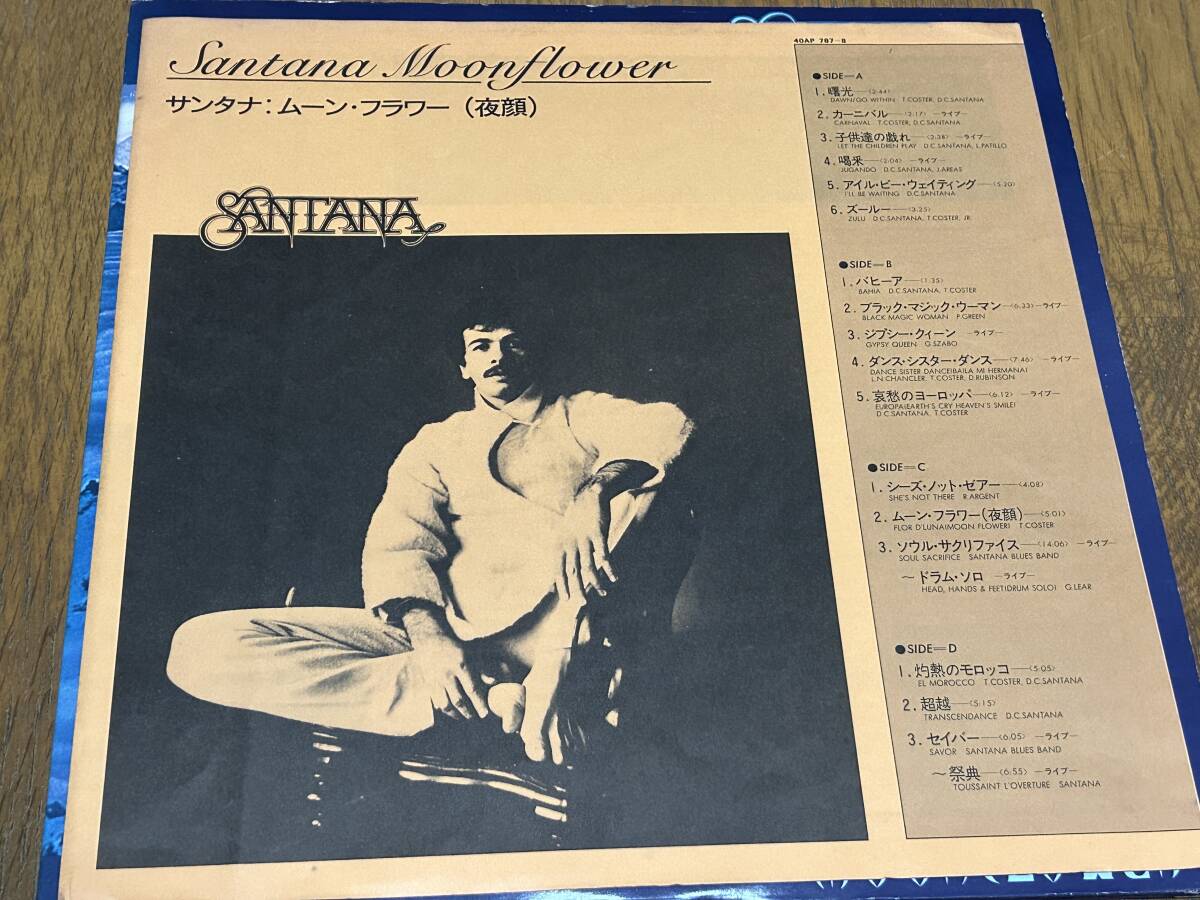 Santana Moonflower
サンタナ:ムーン・フラワー(夜顔)
SANTANA
40AP 787-8
●SIDE=A
1. 曙光—(2:44)
DAWN/GO WITHIN T.COSTER, D.C.SANTANA
2. カーニバル—(2:17) —ライブ—
CARNAVAL T.COSTER, D.C.SANTANA
3. 子供達の戯れ—(2:38) —ライブ—
LET THE CHILDREN PLAY D.C.SANTANA, L.PATILLO
4. 喝采—(2:04) —ライブ—
JUGANDO D.C.SANTANA, J.AREAS
5. アイル・ビー・ウェイティング—(5:20)
I'LL BE WAITING D.C.SANTANA
6. ズールー—(3:25)
ZULU D.C.SANTANA, T.COSTER, JR.
●SIDE=B
1. バヒーア—(1:35)
BAHIA D.C.SANTANA, T.COSTER
2. ブラック・マジック・ウーマン—(6:33) —ライブ—
BLACK MAGIC WOMAN P.GREEN
3. ジプシー・クィーン —ライブ—
GYPSY QUEEN G.SZABO
4. ダンス・シスター・ダンス—(7:46) —ライブ—
DANCE SISTER DANCE(BAILA MI HERMANA)
L.N.CHANCLER, T.COSTER, D.RUBINSON
5. 哀愁のヨーロッパ—(6:12) —ライブ—
EUROPA(EARTH'S CRY HEAVEN'S SMILE)
D.C.SANTANA, T.COSTER
●SIDE=C
1. シーズ・ノット・ゼアー—(4:08)
SHE'S NOT THERE R.ARGENT
2. ムーン・フラワー(夜顔)—(5:01)
FLOR D'LUNA(MOON FLOWER) T.COSTER
3. ソウル・サクリファイス—(14:06) —ライブ—
SOUL SACRIFICE SANTANA BLUES BAND
~ドラム・ソロ —ライブ—
HEAD, HANDS & FEET(DRUM SOLO) G.LEAR
●SIDE=D
1. 灼熱のモロッコ—(5:05)
EL MOROCCO T.COSTER, D.C.SANTANA
2. 超越—(5:15)
TRANSCENDANCE D.C.SANTANA
3. セイバー—(6:05) —ライブ—
SAVOR SANTANA BLUES BAND
~祭典—(6:55) —ライブ—
TOUSSAINT L'OVERTURE SANTANA